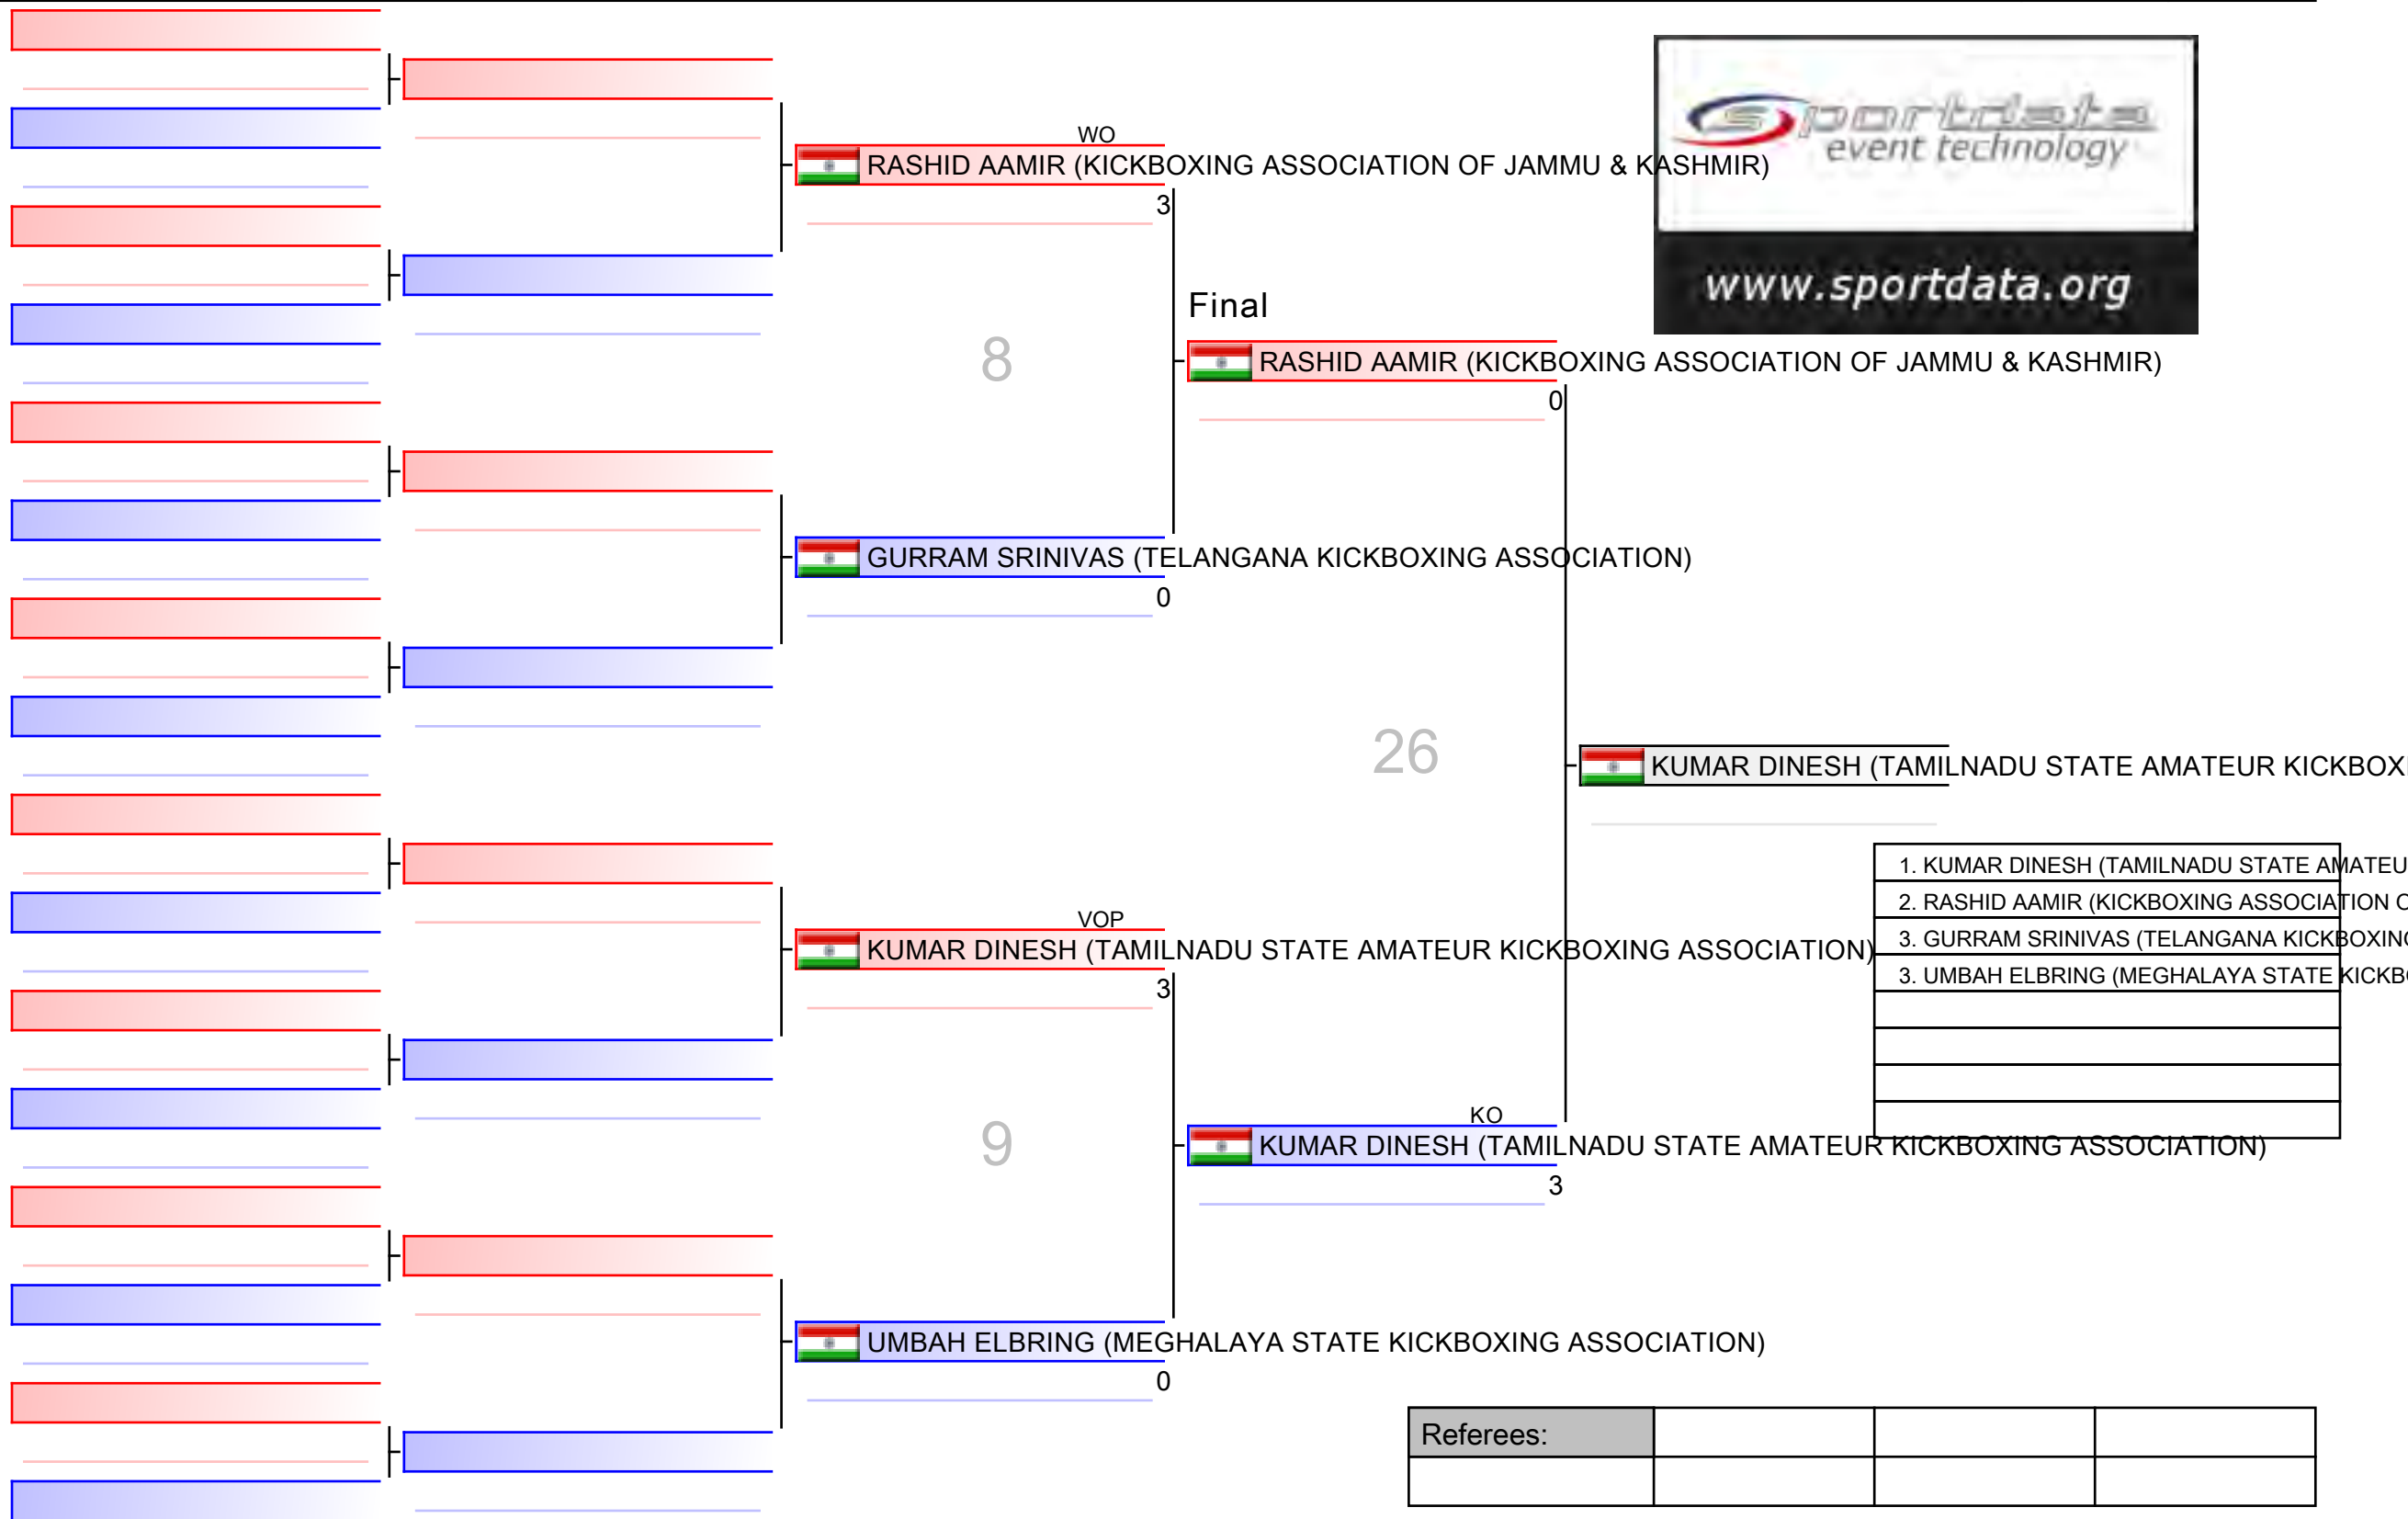 WO
RASHID AAMIR (KICKBOXING ASSOCIATION OF JAMMU & KASHMIR)
3
sportdata
event technology
www.sportdata.org
8
Final
RASHID AAMIR (KICKBOXING ASSOCIATION OF JAMMU & KASHMIR)
0
GURRAM SRINIVAS (TELANGANA KICKBOXING ASSOCIATION)
0
26
KUMAR DINESH (TAMILNADU STATE AMATEUR KICKBOXI
1. KUMAR DINESH (TAMILNADU STATE AMATEU
2. RASHID AAMIR (KICKBOXING ASSOCIATION O
3. GURRAM SRINIVAS (TELANGANA KICKBOXING
3. UMBAH ELBRING (MEGHALAYA STATE KICKBO
VOP
KUMAR DINESH (TAMILNADU STATE AMATEUR KICKBOXING ASSOCIATION)
3
9
KO
KUMAR DINESH (TAMILNADU STATE AMATEUR KICKBOXING ASSOCIATION)
3
UMBAH ELBRING (MEGHALAYA STATE KICKBOXING ASSOCIATION)
0
Referees: